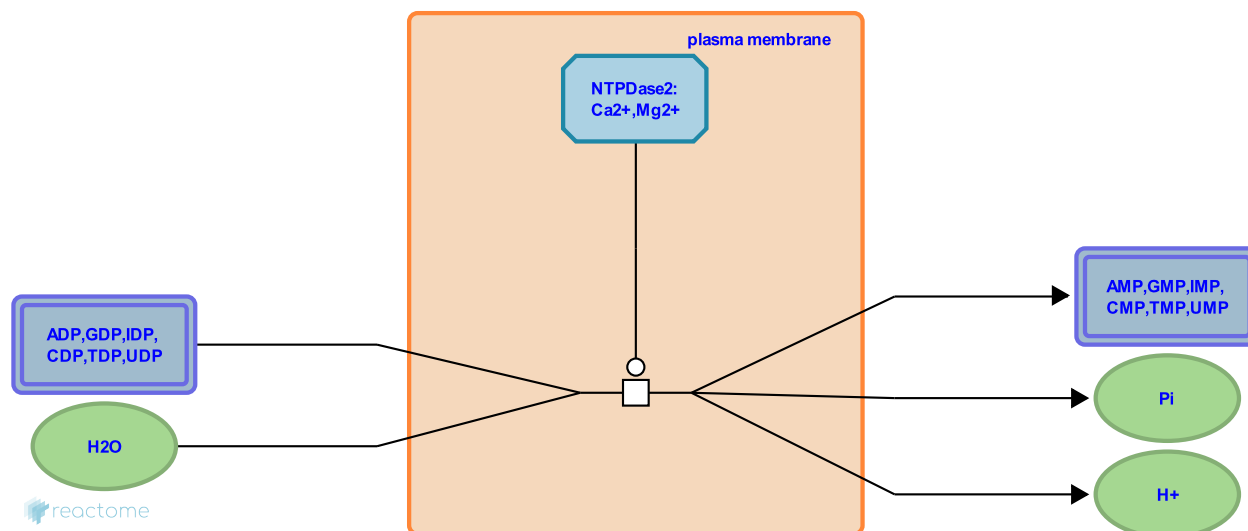 plasma membrane
NTPDase2:
Ca2+,Mg2+
ADP,GDP,IDP,
CDP,TDP,UDP
H2O
AMP,GMP,IMP,
CMP,TMP,UMP
Pi
H+
reactome